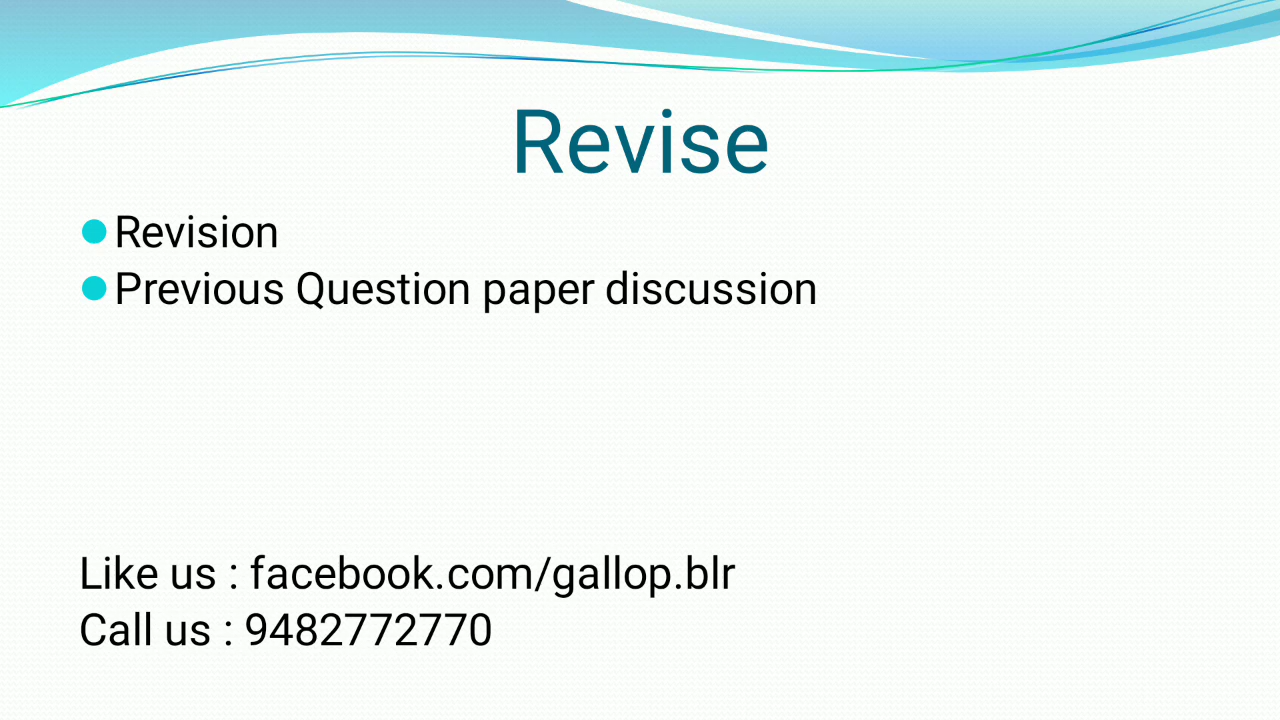 Revise
Revision
Previous Question paper discussion
Like us : facebook.com/gallop.blr
Call us : 9482772770